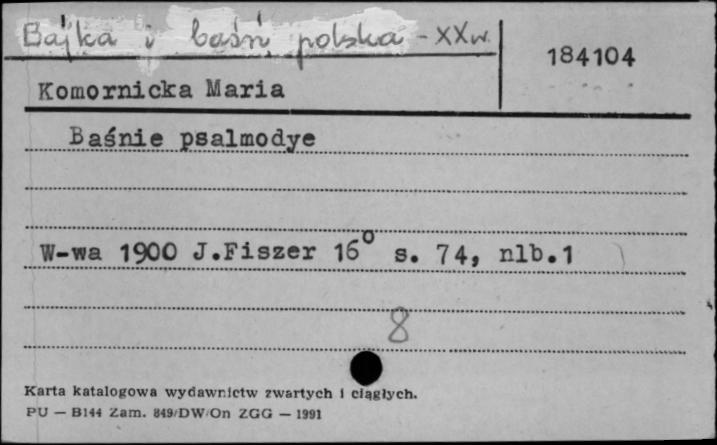 Bajka i baśń polska - XX w.
184104
Komornicka Maria
Baśnie psalmodye
W-wa 1900 J.Fiszer 16° s. 74, nlb.1
8
Karta katalogowa wydawnictw zwartych i ciągłych.
PU — B144 Zam. 849/DW/On ZGG — 1991